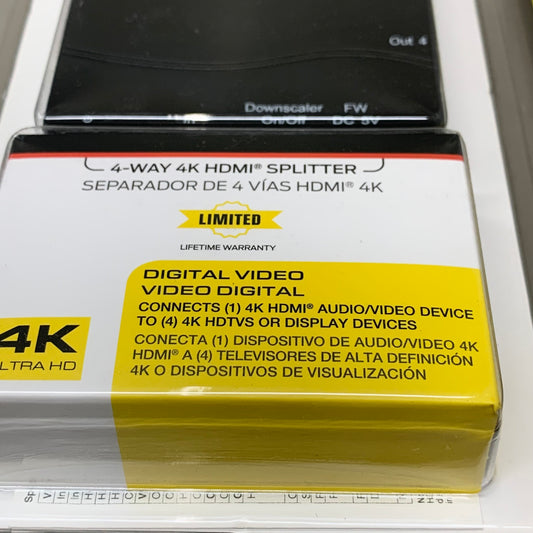 Out 4
Downscaler FW
On/Off DC 5V
4-WAY 4K HDMI® SPLITTER
SEPARADOR DE 4 VÍAS HDMI® 4K
LIMITED
LIFETIME WARRANTY
DIGITAL VIDEO
VIDEO DIGITAL
CONNECTS (1) 4K HDMI® AUDIO/VIDEO DEVICE
TO (4) 4K HDTVS OR DISPLAY DEVICES
CONECTA (1) DISPOSITIVO DE AUDIO/VIDEO 4K
HDMI® A (4) TELEVISORES DE ALTA DEFINICIÓN
4K O DISPOSITIVOS DE VISUALIZACIÓN
4K
ULTRA HD